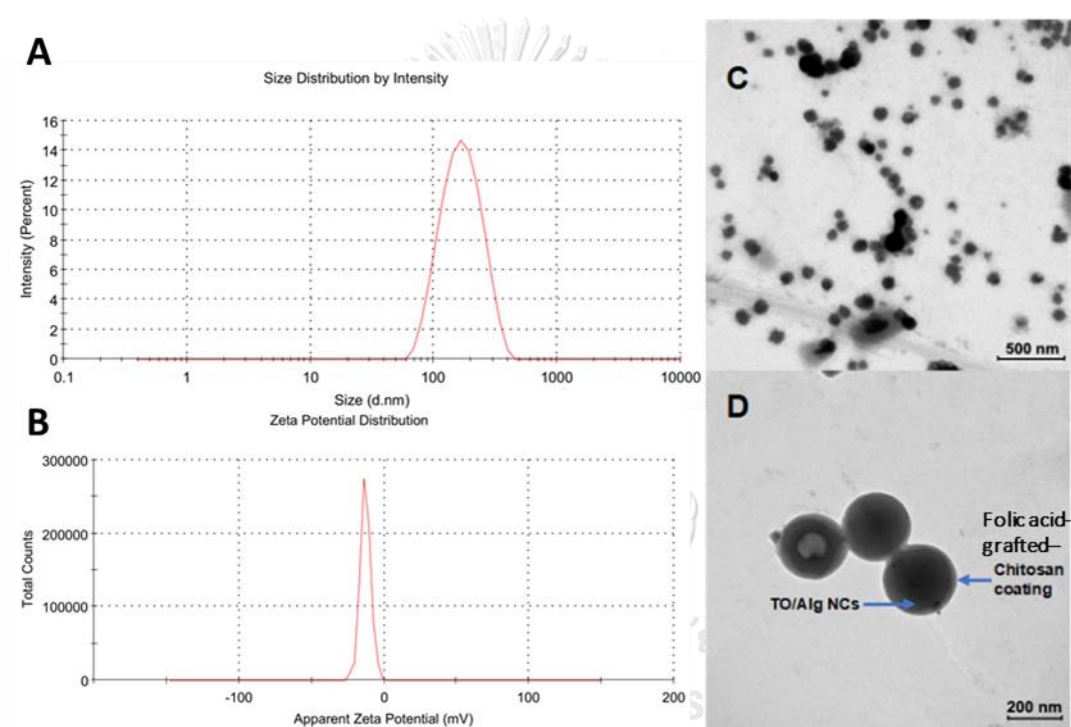 A
Size Distribution by Intensity
16
14
12
10
8
6
4
2
0
Intensity (Percent)
0.1 1 10 100 1000 10000
Size (d.nm)
B
Zeta Potential Distribution
300000
200000
100000
0
Total Counts
-100 0 100 200
Apparent Zeta Potential (mV)
C
500 nm
D
Folic acid-
grafted–
Chitosan
coating
TO/Alg NCs
200 nm